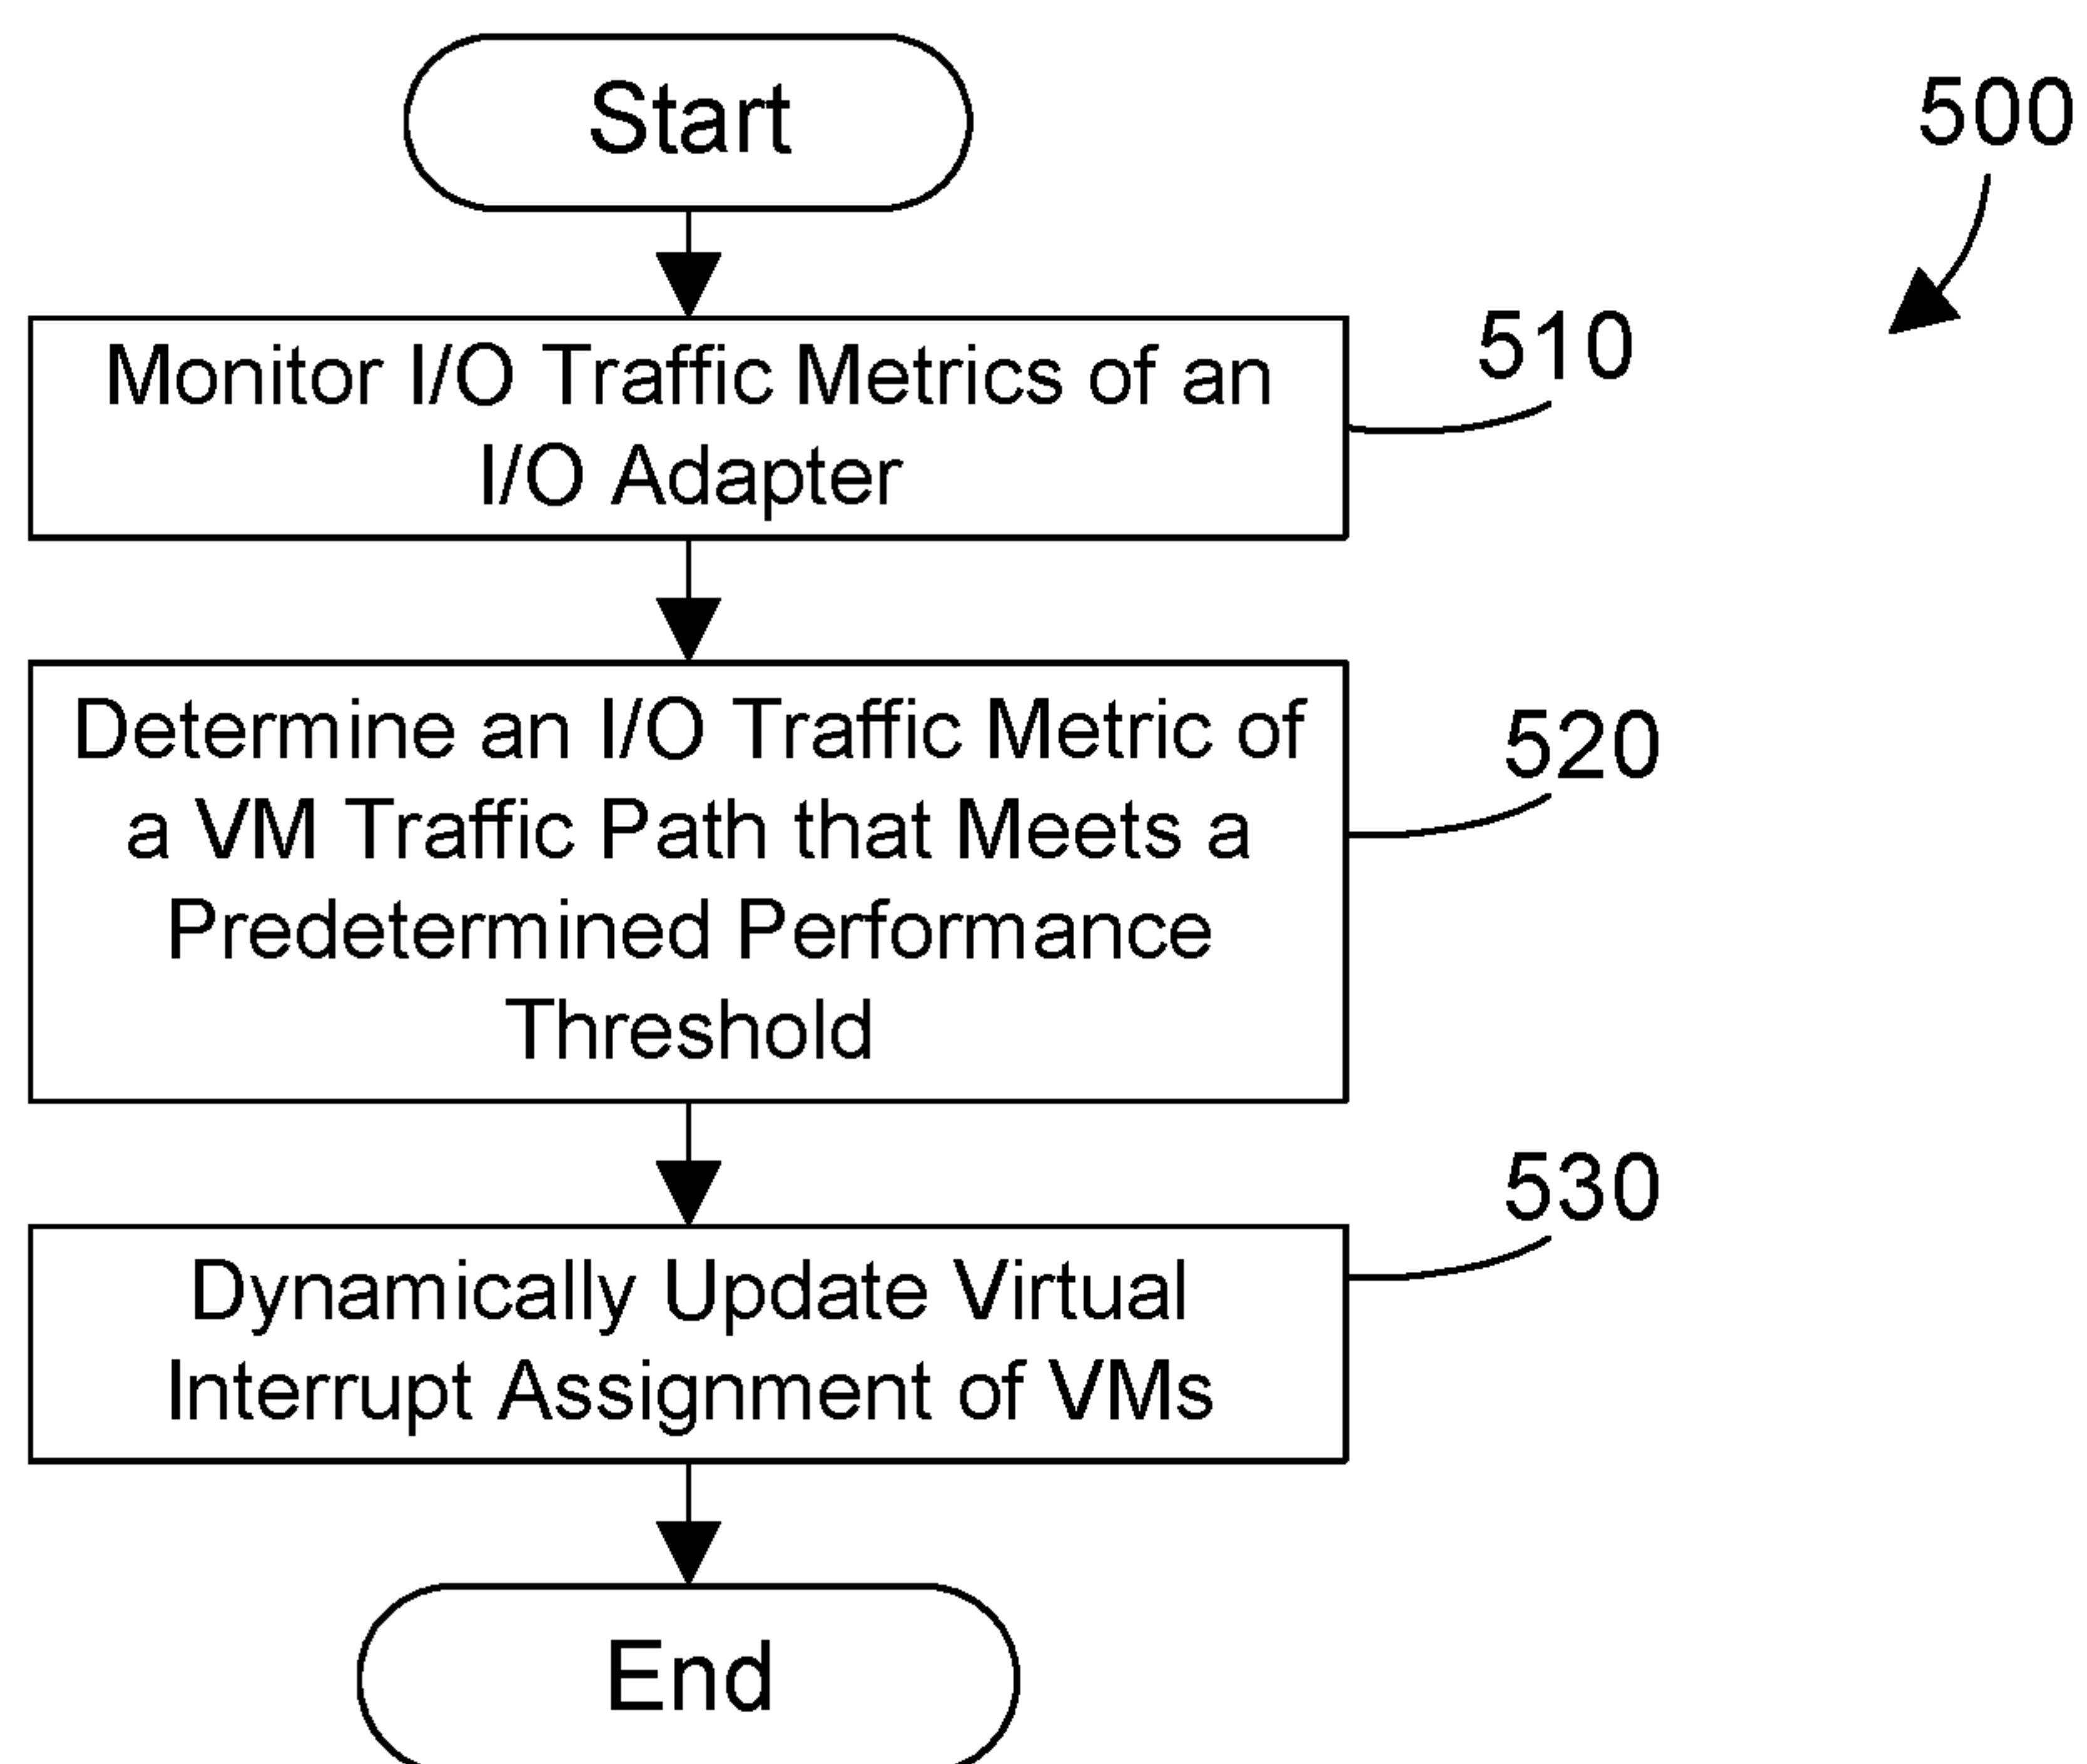 Start
500
Monitor I/O Traffic Metrics of an
I/O Adapter
510
Determine an I/O Traffic Metric of
a VM Traffic Path that Meets a
Predetermined Performance
Threshold
520
Dynamically Update Virtual
Interrupt Assignment of VMs
530
End